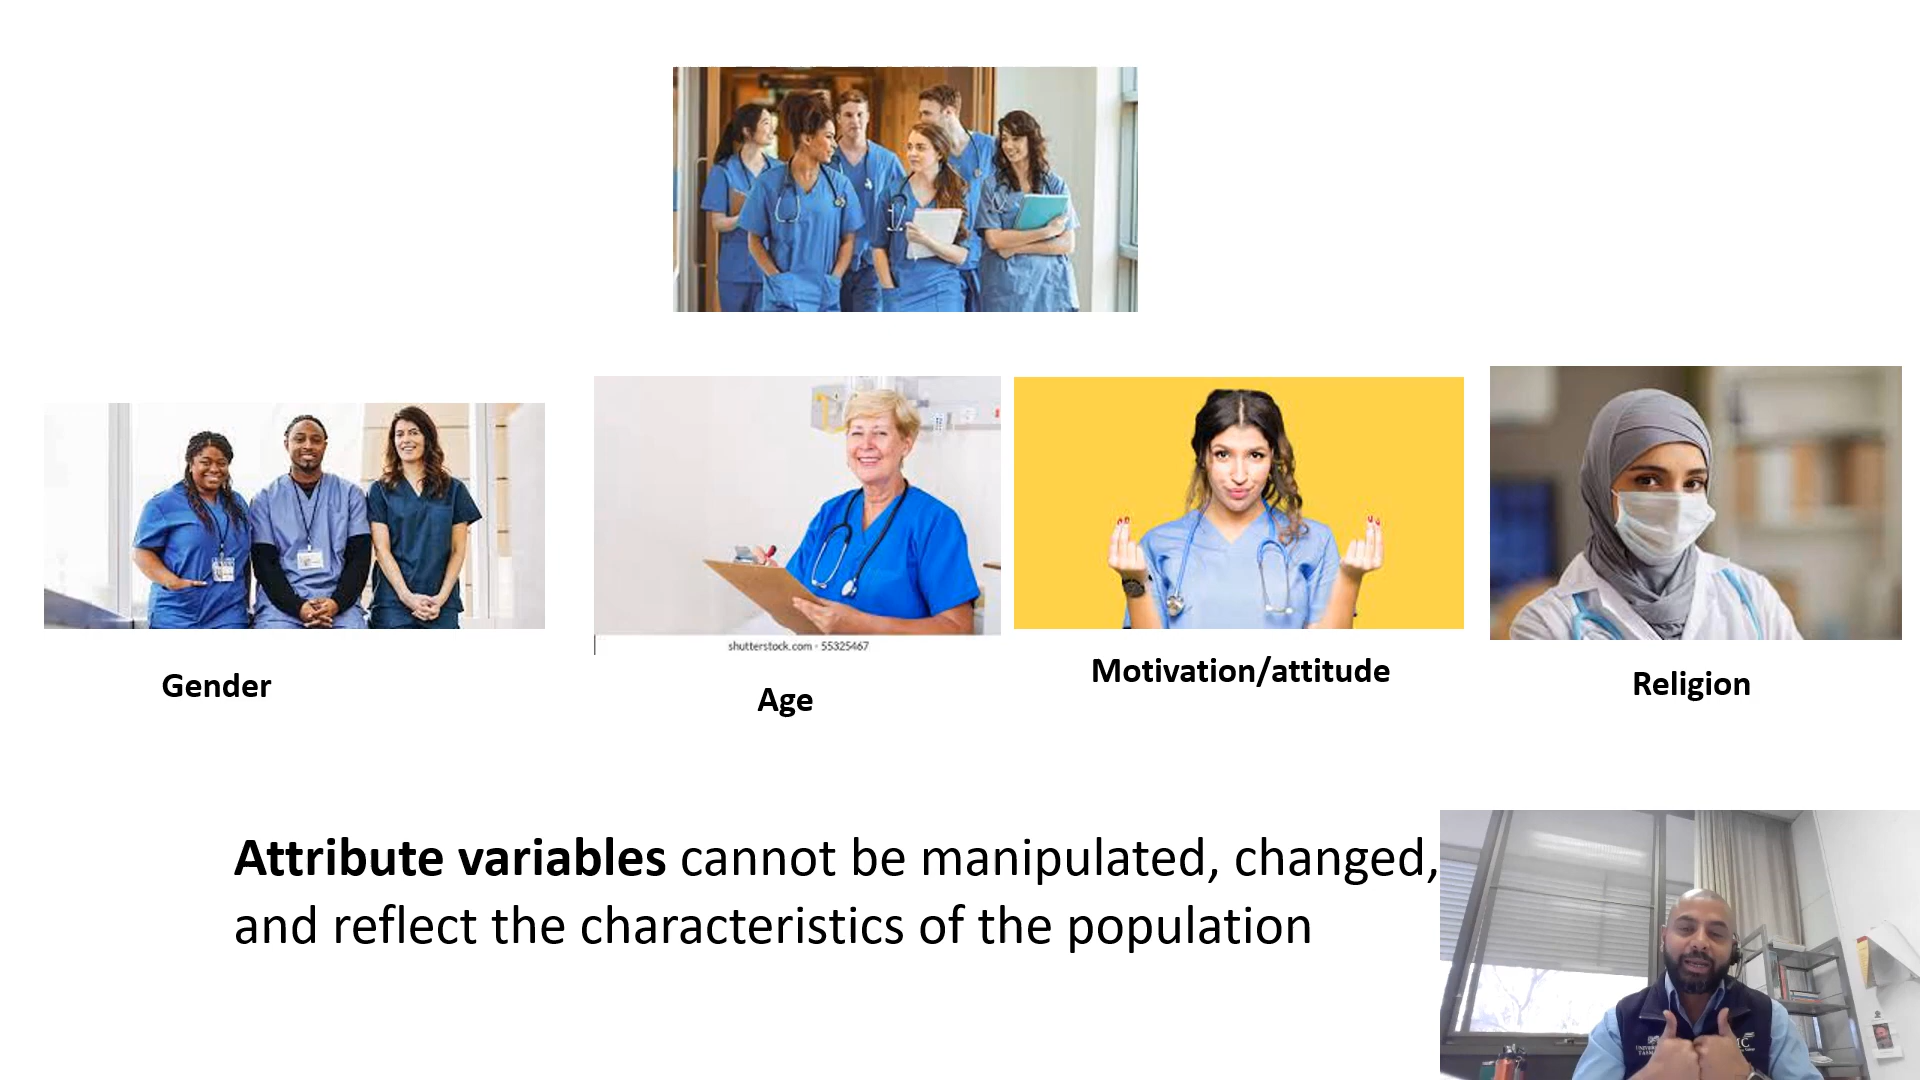 shutterstock.com · 55325467
Gender
Age
Motivation/attitude
Religion
Attribute variables cannot be manipulated, changed,
and reflect the characteristics of the population